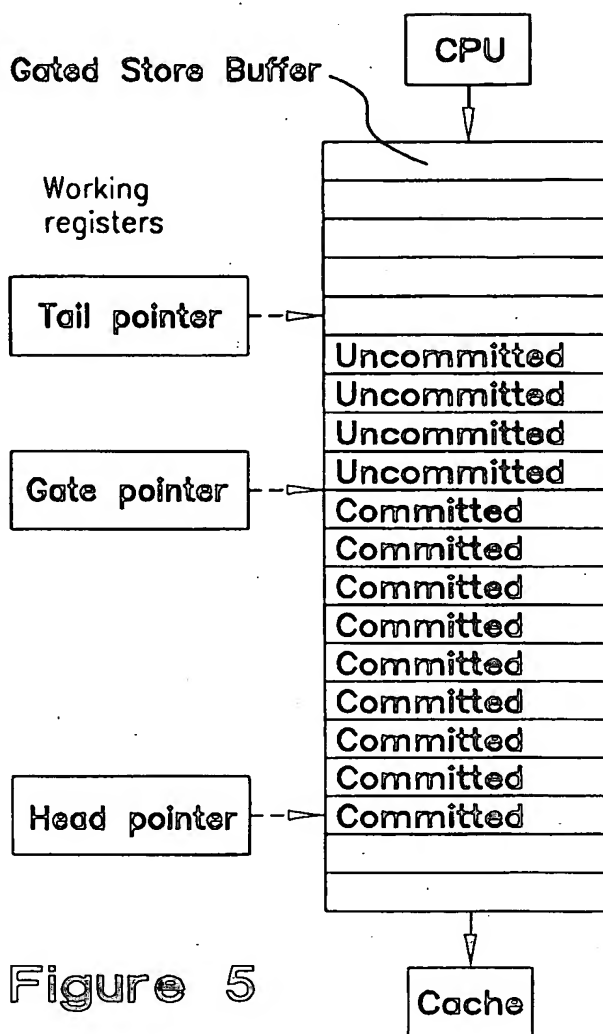 CPU
Gated Store Buffer
Working
registers
Tail pointer
Uncommitted
Uncommitted
Uncommitted
Uncommitted
Gate pointer
Committed
Committed
Committed
Committed
Committed
Committed
Committed
Committed
Head pointer
Committed
Figure 5
Cache